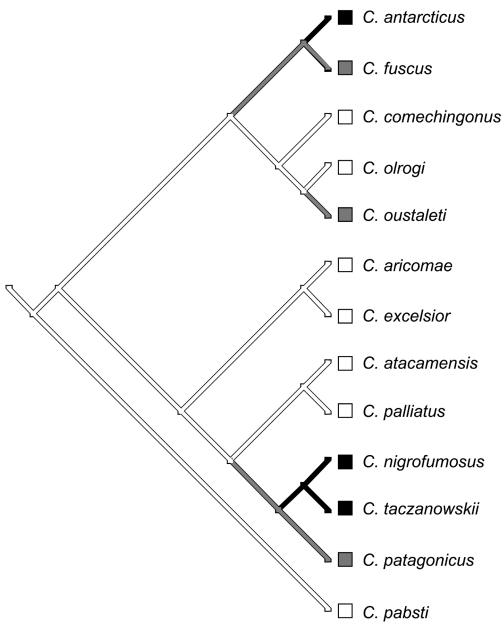 C. antarcticus
C. fuscus
C. comechingonus
C. olrogi
C. oustaleti
C. aricomae
C. excelsior
C. atacamensis
C. palliatus
C. nigrofumosus
C. taczanowskii
C. patagonicus
C. pabsti